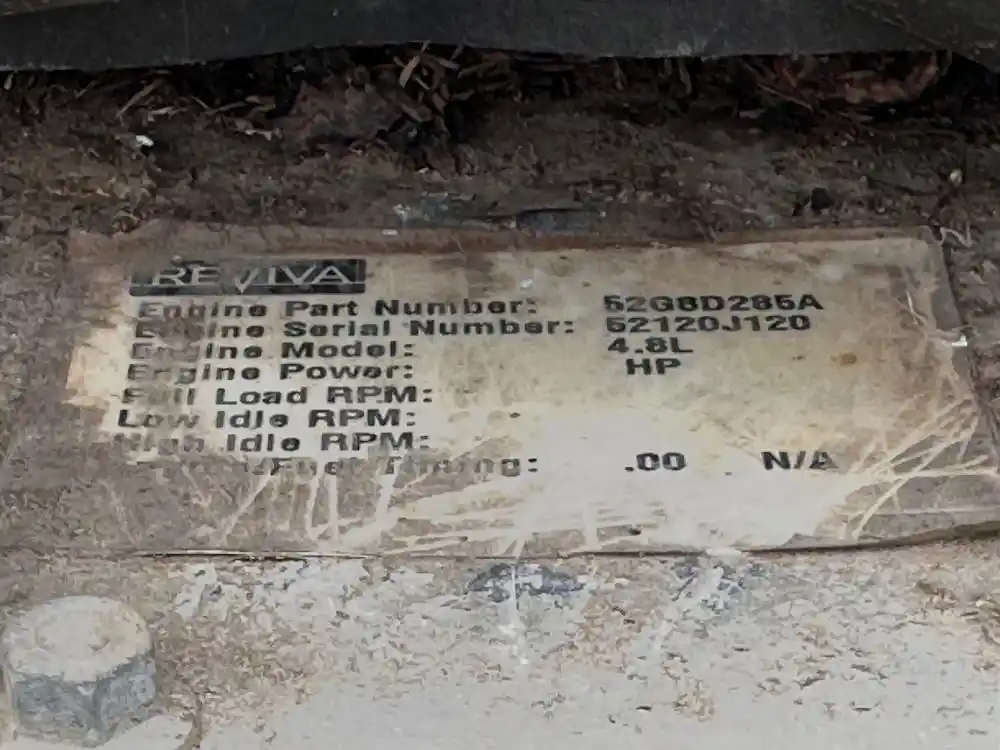 REVIVA
Engine Part Number: 52G8D285A
Engine Serial Number: 52120J120
Engine Model: 4.8L
Engine Power: HP
Full Load RPM:
Low Idle RPM:
High Idle RPM:
Fuel Timing: .00 N/A